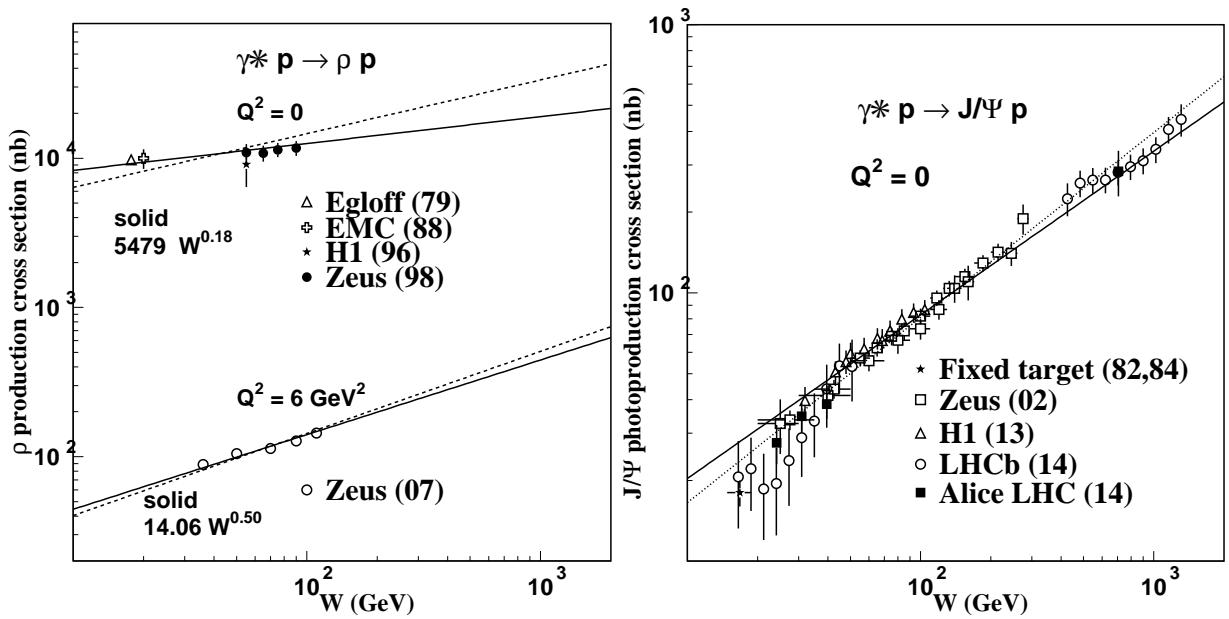 ρ production cross section (nb)
γ* p → ρ p
Q² = 0
10⁴
Egloff (79)
EMC (88)
H1 (96)
Zeus (98)
solid
5479 W^0.18
10³
Q² = 6 GeV²
10²
Zeus (07)
solid
14.06 W^0.50
10² 10³
W (GeV)
J/Ψ photoproduction cross section (nb)
10³
γ* p → J/Ψ p
Q² = 0
10²
Fixed target (82,84)
Zeus (02)
H1 (13)
LHCb (14)
Alice LHC (14)
10² 10³
W (GeV)